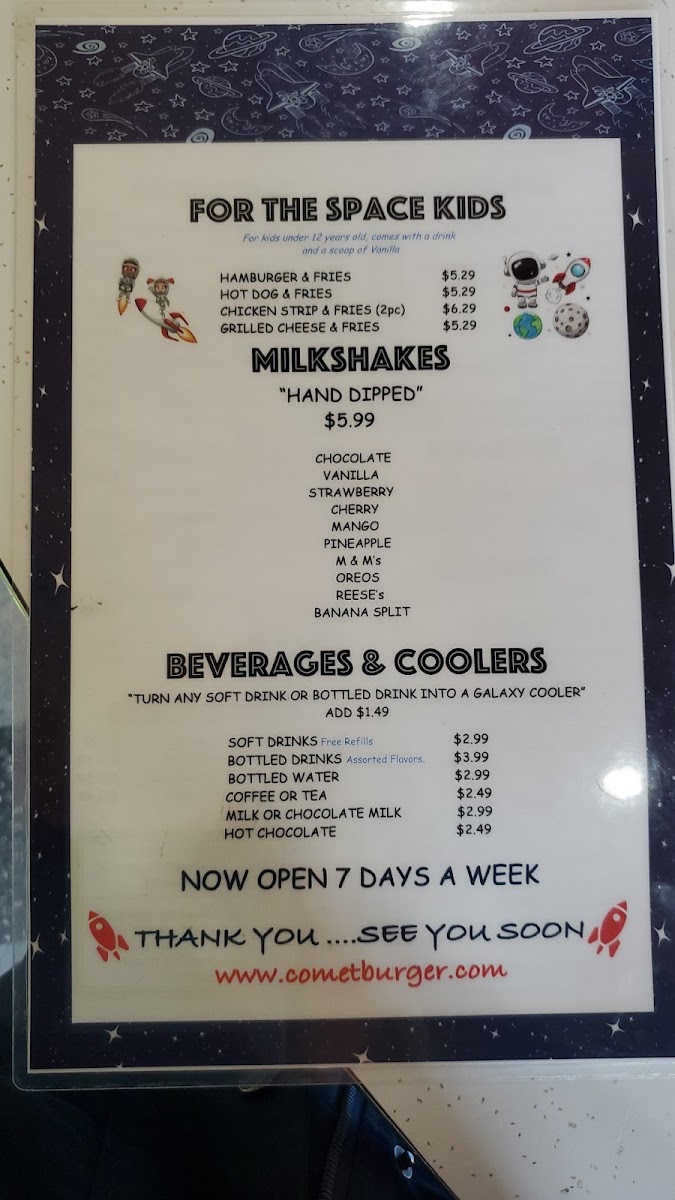 FOR THE SPACE KIDS
For kids under 12 years old, comes with a drink
and a scoop of Vanilla
HAMBURGER & FRIES $5.29
HOT DOG & FRIES $5.29
CHICKEN STRIP & FRIES (2pc) $6.29
GRILLED CHEESE & FRIES $5.29
MILKSHAKES
"HAND DIPPED"
$5.99
CHOCOLATE
VANILLA
STRAWBERRY
CHERRY
MANGO
PINEAPPLE
M & M's
OREOS
REESE's
BANANA SPLIT
BEVERAGES & COOLERS
"TURN ANY SOFT DRINK OR BOTTLED DRINK INTO A GALAXY COOLER"
ADD $1.49
SOFT DRINKS Free Refills $2.99
BOTTLED DRINKS Assorted Flavors. $3.99
BOTTLED WATER $2.99
COFFEE OR TEA $2.49
MILK OR CHOCOLATE MILK $2.99
HOT CHOCOLATE $2.49
NOW OPEN 7 DAYS A WEEK
THANK YOU ....SEE YOU SOON
www.cometburger.com